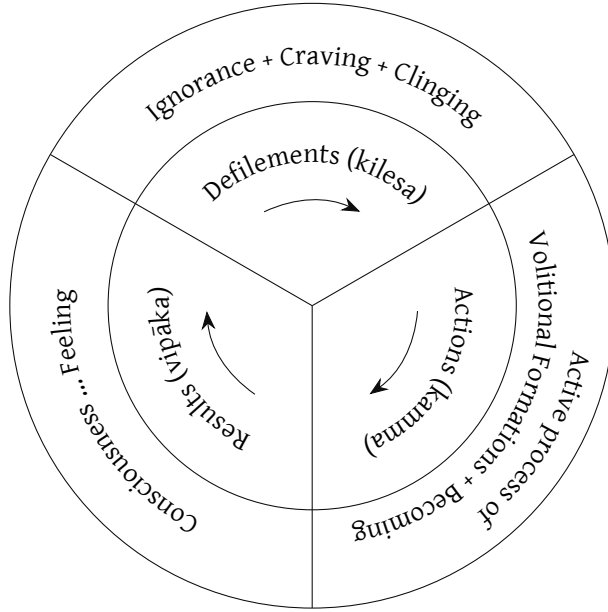 Ignorance + Craving + Clinging
Defilements (kilesa)
Active process of
Volitional Formations + Becoming
Actions (kamma)
Consciousness ... Feeling
Results (vipāka)